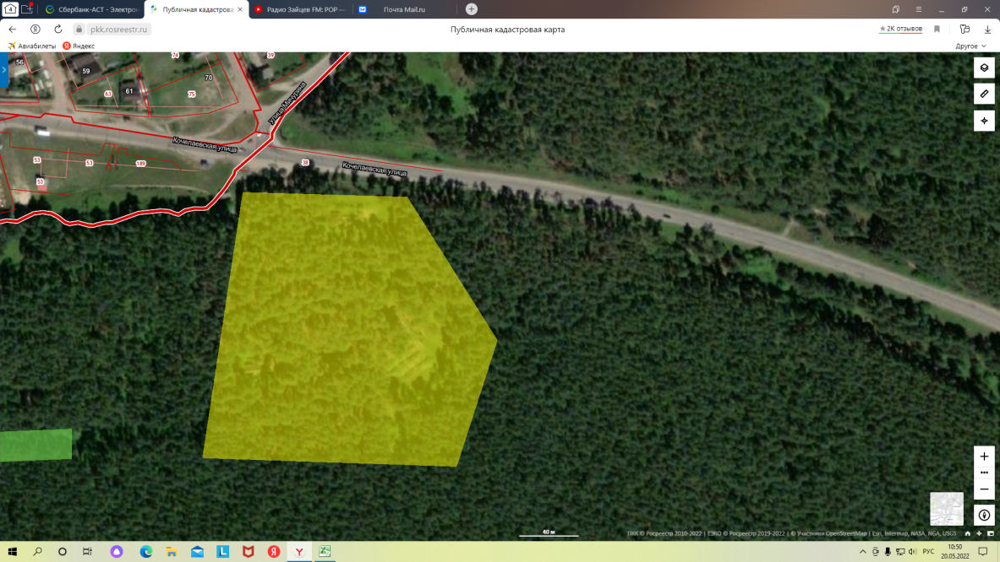 4
Сбербанк-АСТ - Электрон
Публичная кадастрова
Радио Зайцев FM: POP —
Почта Mail.ru
pkk.rosreestr.ru
Публичная кадастровая карта
★ 2K отзывов
Авиабилеты
Яндекс
Другое
56
59
74
39
70
61
63
75
Улица Мичурина
Кочелаевская улица
53
53
189
38
Кочелаевская улица
53
40 м
ПКК © Росреестр 2010-2022 | ЕЭКО © Росреестр 2019-2022 | © Участники OpenStreetMap | Esri, Intermap, NASA, NGA, USGS
РУС
10:50
20.05.2022